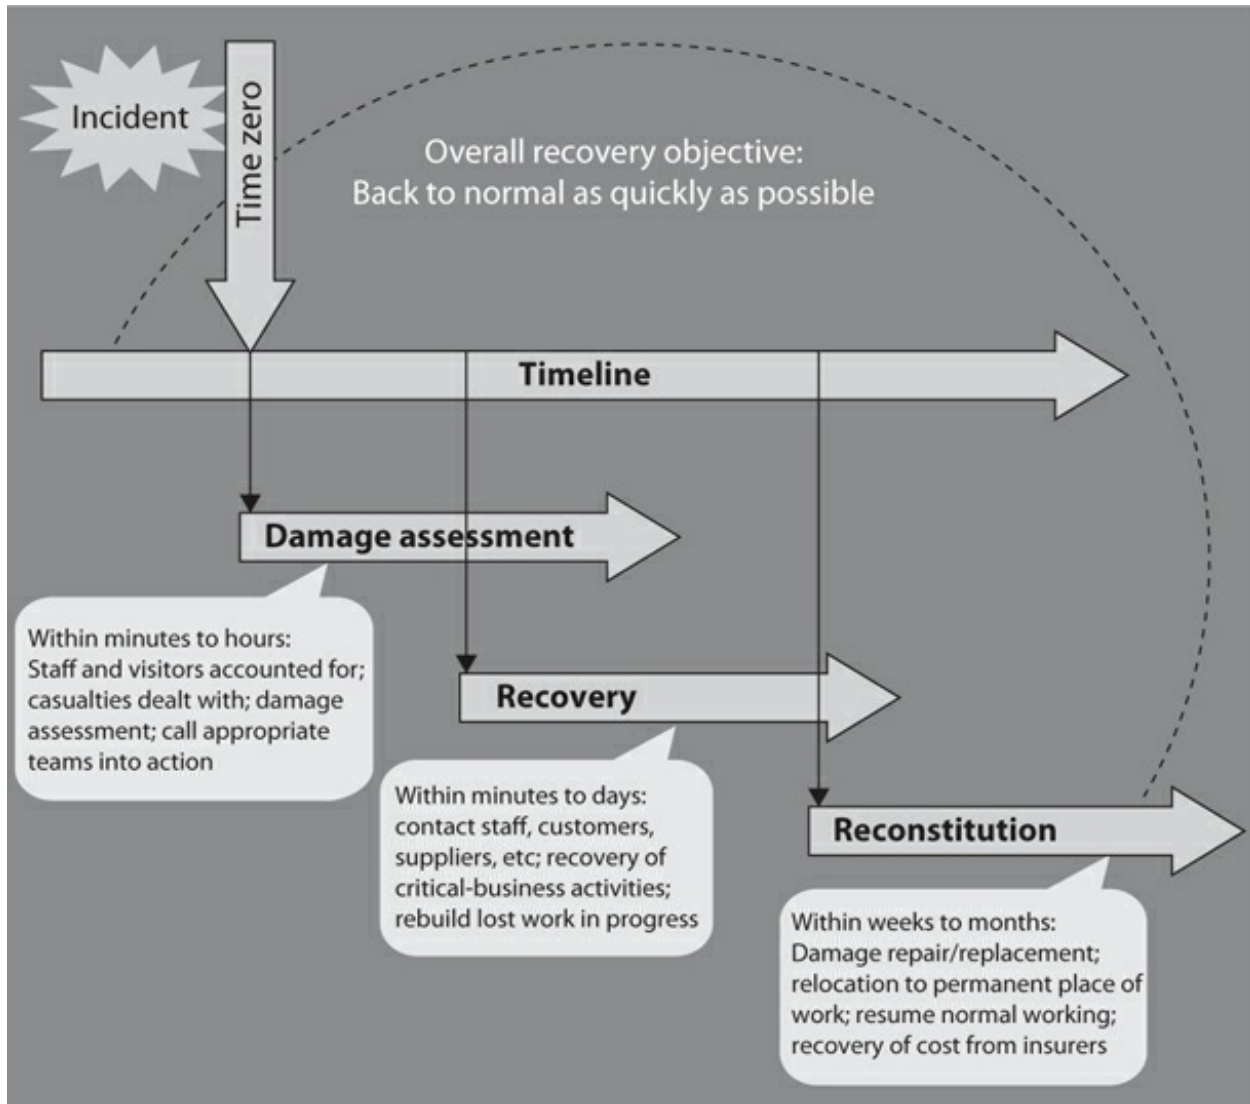 Incident
Time zero
Overall recovery objective:
Back to normal as quickly as possible
Timeline
Damage assessment
Within minutes to hours:
Staff and visitors accounted for;
casualties dealt with; damage
assessment; call appropriate
teams into action
Recovery
Within minutes to days:
contact staff, customers,
suppliers, etc; recovery of
critical-business activities;
rebuild lost work in progress
Reconstitution
Within weeks to months:
Damage repair/replacement;
relocation to permanent place of
work; resume normal working;
recovery of cost from insurers